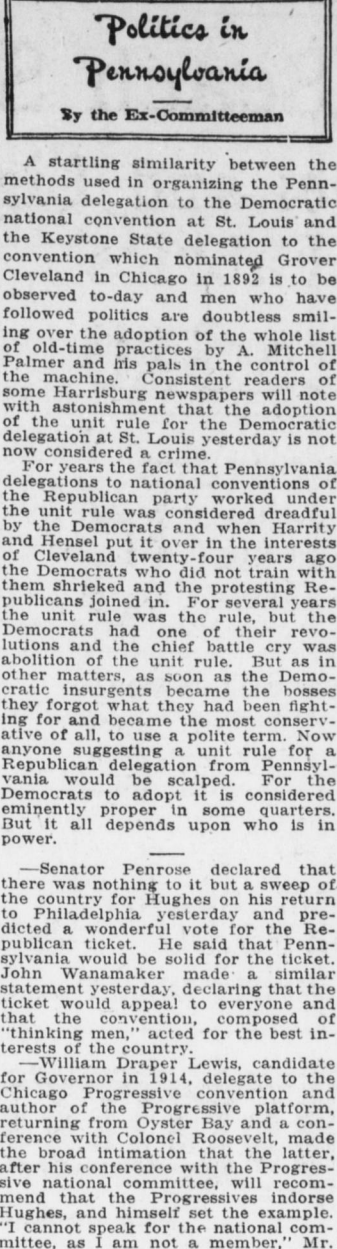 Politics in
Pennsylvania
By the Ex-Committeeman
A startling similarity between the
methods used in organizing the Penn-
sylvania delegation to the Democratic
national convention at St. Louis and
the Keystone State delegation to the
convention which nominated Grover
Cleveland in Chicago in 1892 is to be
observed to-day and men who have
followed politics are doubtless smil-
ing over the adoption of the whole list
of old-time practices by A. Mitchell
Palmer and his pals in the control of
the machine. Consistent readers of
some Harrisburg newspapers will note
with astonishment that the adoption
of the unit rule for the Democratic
delegation at St. Louis yesterday is not
now considered a crime.
For years the fact that Pennsylvania
delegations to national conventions of
the Republican party worked under
the unit rule was considered dreadful
by the Democrats and when Harrity
and Hensel put it over in the interests
of Cleveland twenty-four years ago
the Democrats who did not train with
them shrieked and the protesting Re-
publicans joined in. For several years
the unit rule was the rule, but the
Democrats had one of their revo-
lutions and the chief battle cry was
abolition of the unit rule. But as in
other matters, as soon as the Demo-
cratic insurgents became the bosses
they forgot what they had been fight-
ing for and became the most conserv-
ative of all, to use a polite term. Now
anyone suggesting a unit rule for a
Republican delegation from Pennsyl-
vania would be scalped. For the
Democrats to adopt it is considered
eminently proper in some quarters.
But it all depends upon who is in
power.
—Senator Penrose declared that
there was nothing to it but a sweep of
the country for Hughes on his return
to Philadelphia yesterday and pre-
dicted a wonderful vote for the Re-
publican ticket. He said that Penn-
sylvania would be solid for the ticket.
John Wanamaker made a similar
statement yesterday, declaring that the
ticket would appeal to everyone and
that the convention, composed of
"thinking men," acted for the best in-
terests of the country.
—William Draper Lewis, candidate
for Governor in 1914, delegate to the
Chicago Progressive convention and
author of the Progressive platform,
returning from Oyster Bay and a con-
ference with Colonel Roosevelt, made
the broad intimation that the latter,
after his conference with the Progres-
sive national committee, will recom-
mend that the Progressives indorse
Hughes, and himself set the example.
"I cannot speak for the national com-
mittee, as I am not a member," Mr.